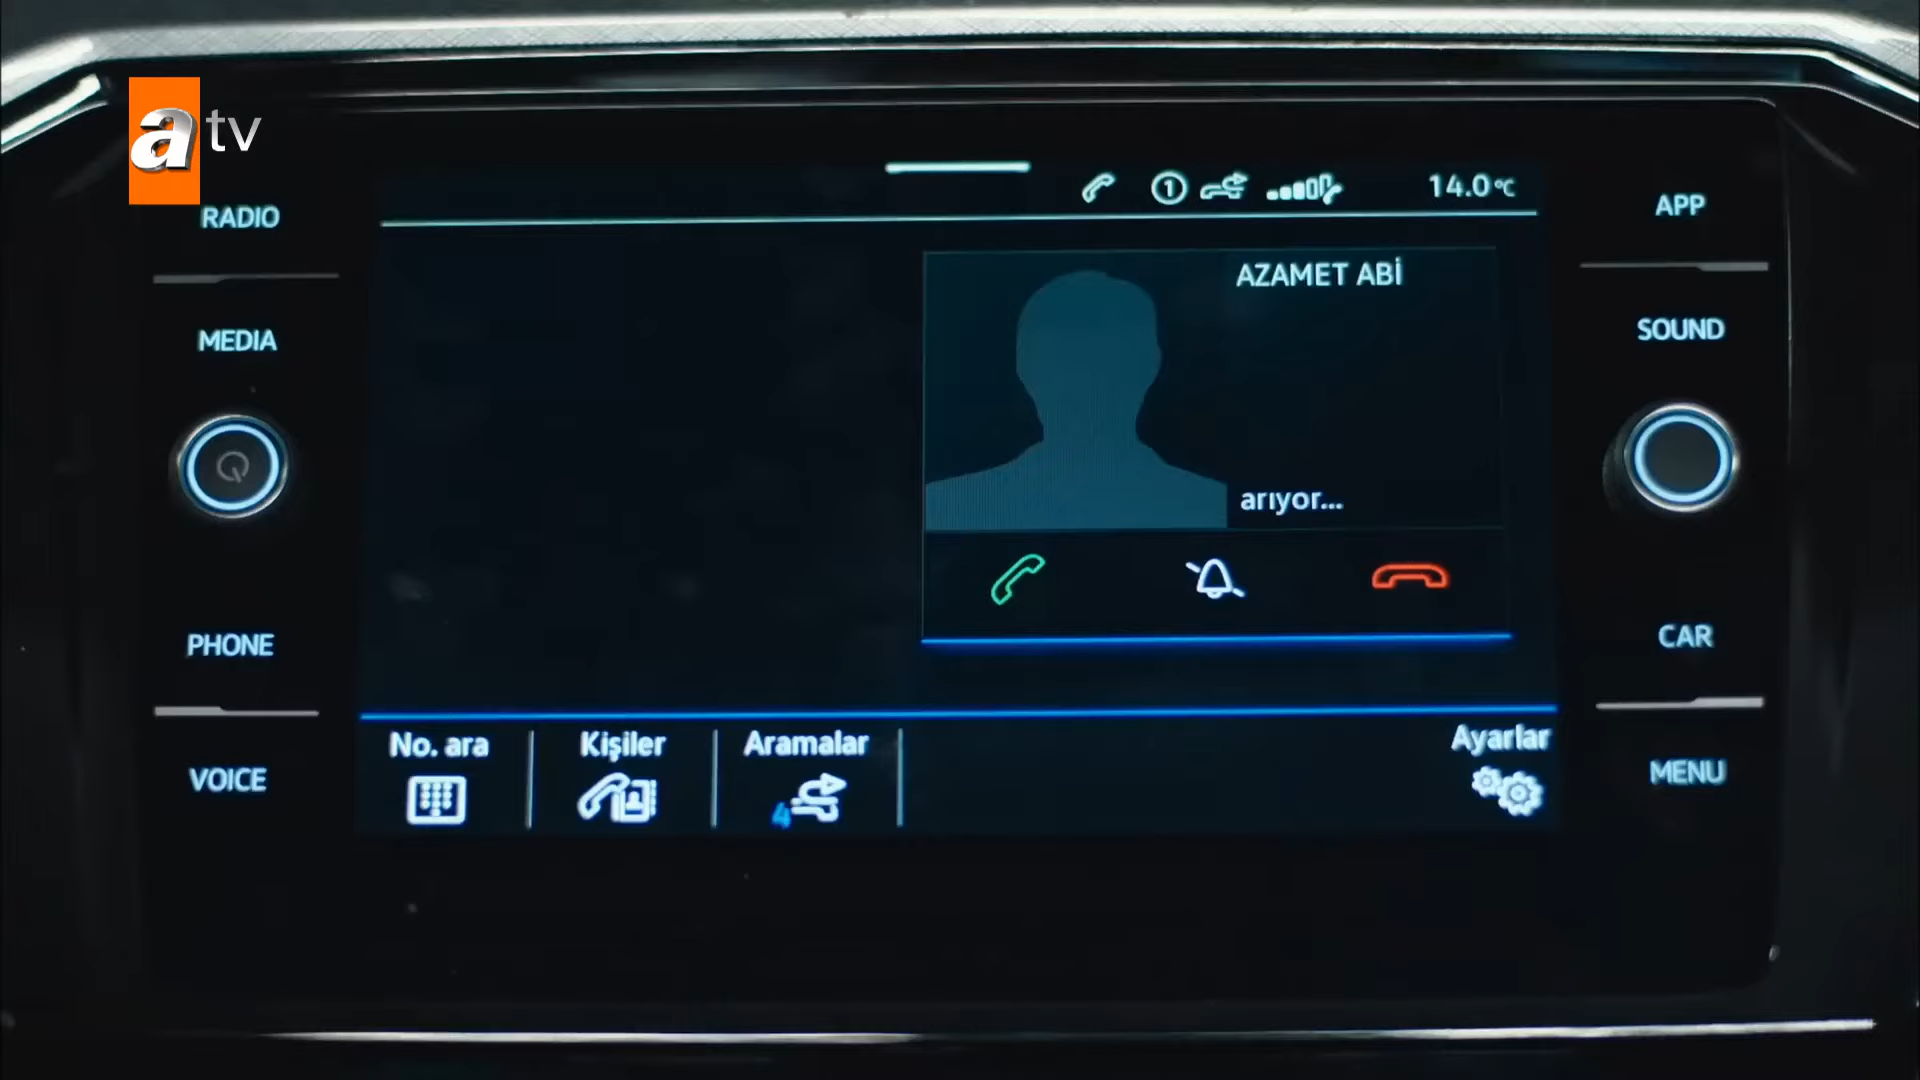 atv
14.0°C
RADIO
APP
AZAMET ABİ
MEDIA
SOUND
arıyor...
PHONE
CAR
No. ara
Kişiler
Aramalar
Ayarlar
VOICE
MENU
4